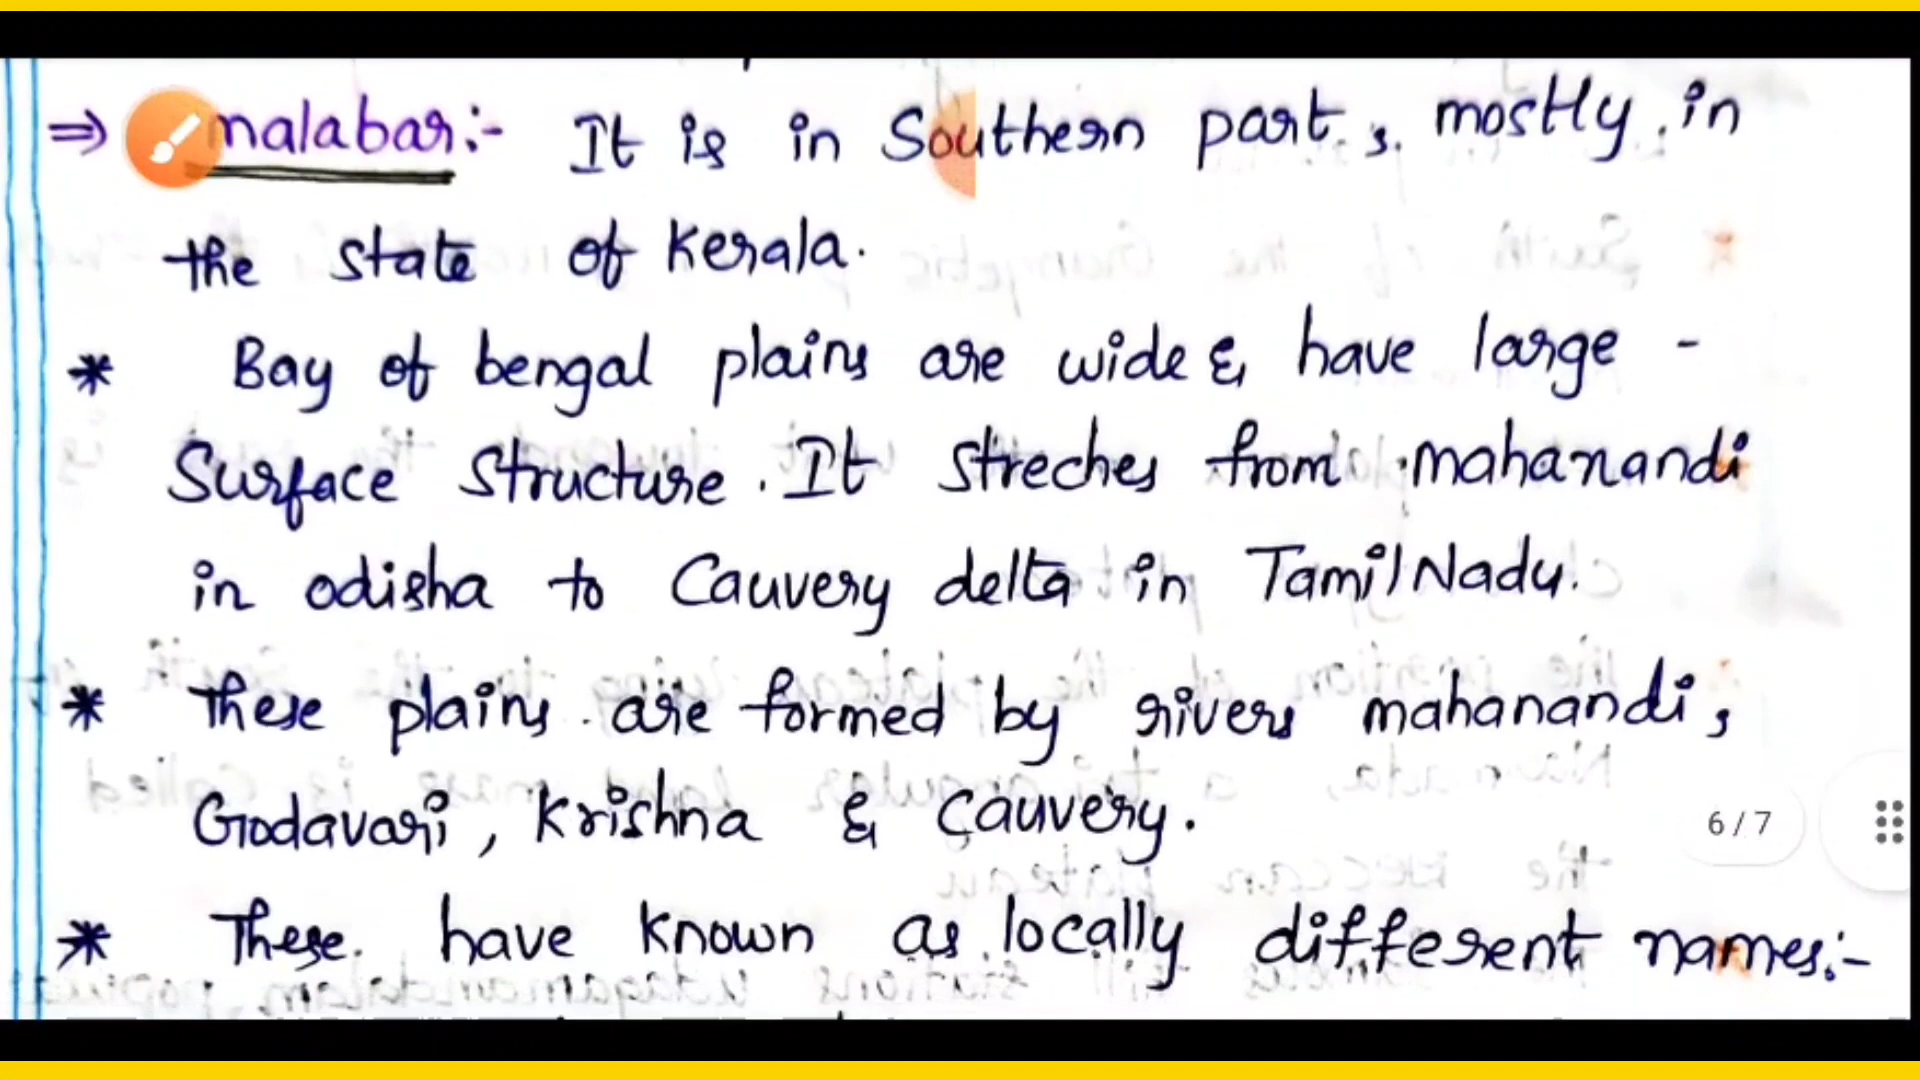 ⇒ malabar:- It is in Southern part, mostly in
the state of Kerala.
* Bay of bengal plains are wide & have large -
Surface structure. It streches from mahanandi
in odisha to Cauvery delta in TamilNadu.
* These plains are formed by rivers mahanandi,
Godavari, Krishna & Cauvery.
6/7
* These have known as locally different names:-